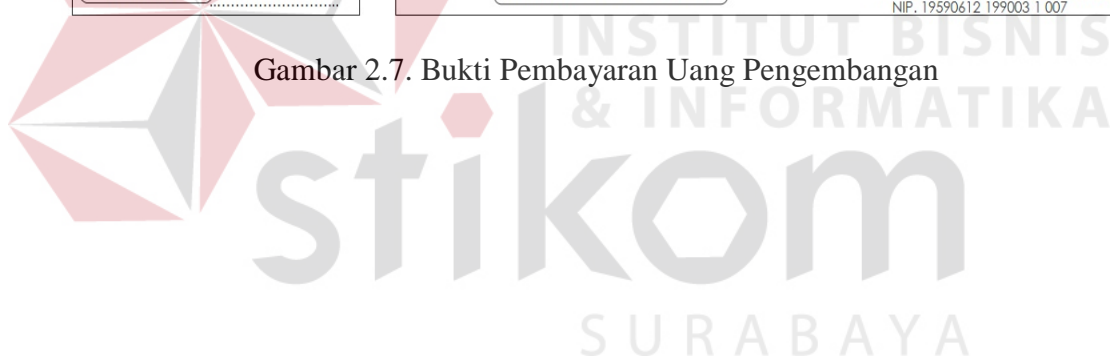 NIP. 19590612 199003 1 007
INSTITUT BISNIS
Gambar 2.7. Bukti Pembayaran Uang Pengembangan
& INFORMATIKA
stikom
SURABAYA